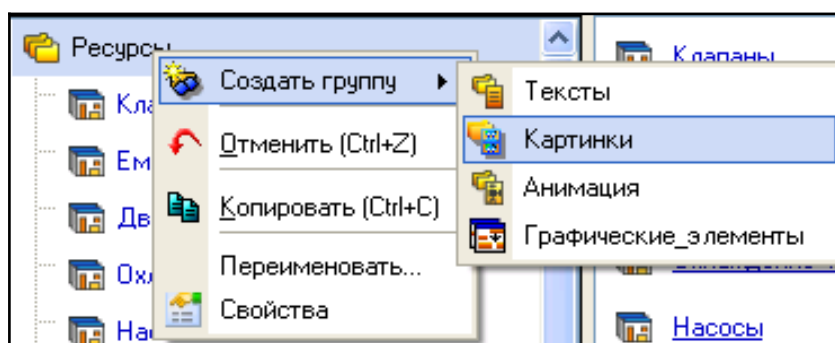 Ресурсы
Создать группу
Отменить (Ctrl+Z)
Копировать (Ctrl+C)
Переименовать...
Свойства
Тексты
Картинки
Анимация
Графические_элементы
Клапаны
Насосы